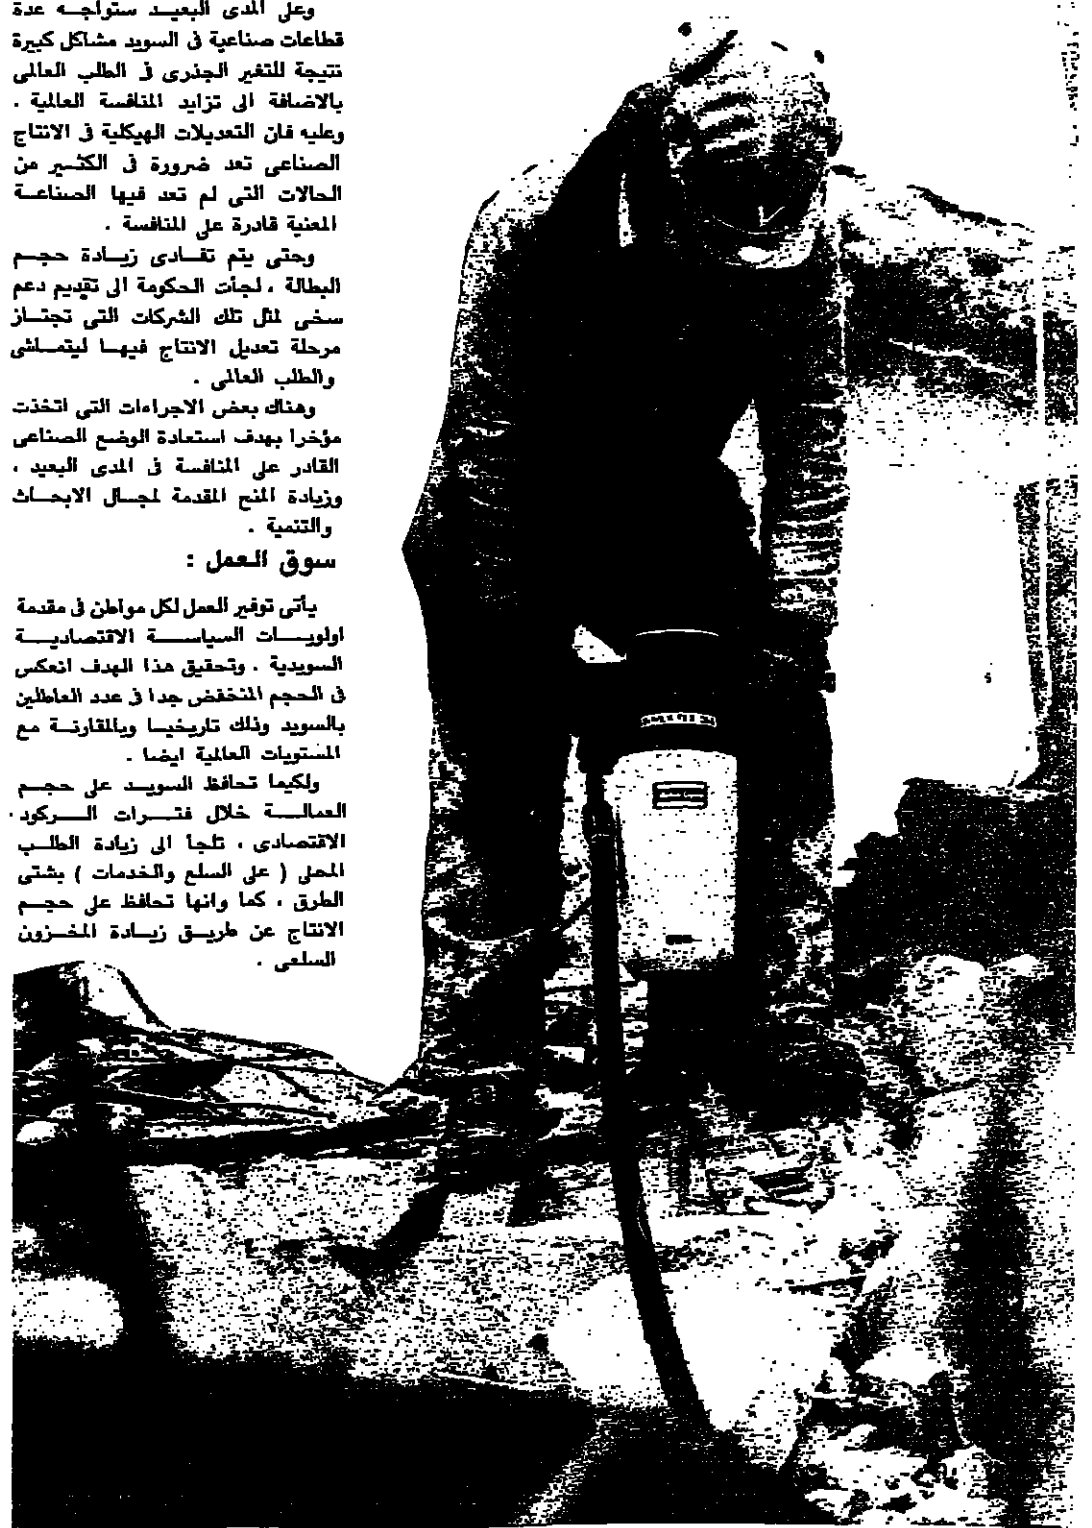 وعلى المدى البعيد ستواجه عدة
قطاعات صناعية فى السويد مشاكل كبيرة
نتيجة للتغير الجذرى فى الطلب العالمى
بالاضافة الى تزايد المنافسة العالمية .
وعليه فان التعديلات الهيكلية فى الانتاج
الصناعى تعد ضرورة فى الكثير من
الحالات التى لم تعد فيها الصناعة
المعنية قادرة على المنافسة .
وحتى يتم تفادى زيادة حجم
البطالة ، لجأت الحكومة الى تقديم دعم
سخى لمثل تلك الشركات التى تجتاز
مرحلة تعديل الانتاج فيها ليتماشى
والطلب العالمى .
وهناك بعض الاجراءات التى اتخذت
مؤخرا بهدف استعادة الوضع الصناعى
القادر على المنافسة فى المدى البعيد ،
وزيادة المنح المقدمة لمجال الابحاث
والتنمية .
سوق العمل :
يأتى توفير العمل لكل مواطن فى مقدمة
اولويات السياسة الاقتصادية
السويدية . وتحقيق هذا الهدف انعكس
فى الحجم المنخفض جدا فى عدد العاطلين
بالسويد وذلك تاريخيا وبالمقارنة مع
المستويات العالمية ايضا .
ولكيما تحافظ السويد على حجم
العمالة خلال فترات الركود
الاقتصادى ، تلجأ الى زيادة الطلب
المحلى ( على السلع والخدمات ) بشتى
الطرق ، كما وانها تحافظ على حجم
الانتاج عن طريق زيادة المخزون
السلعى .